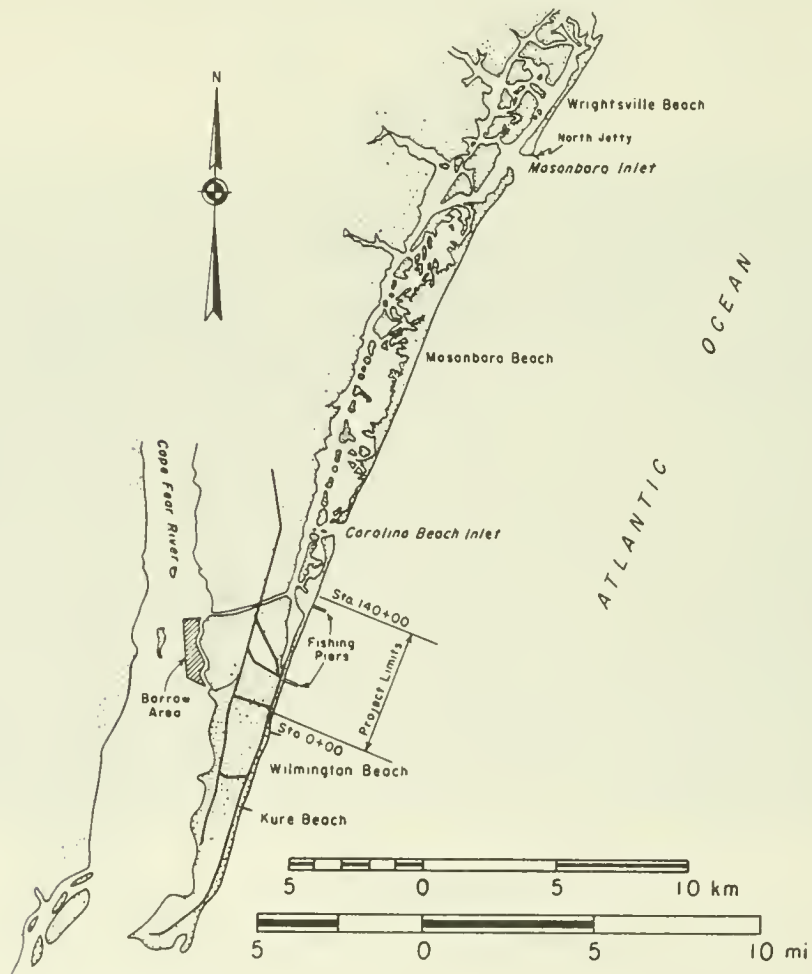 N
Wrightsville Beach
North Jetty
Masonboro Inlet
OCEAN
Masonboro Beach
ATLANTIC
Cape Fear River
Carolina Beach Inlet
Sta. 140+00
Fishing
Piers
Project Limits
Borrow
Area
Sta. 0+00
Wilmington Beach
Kure Beach
5 0 5 10 km
5 0 5 10 mi